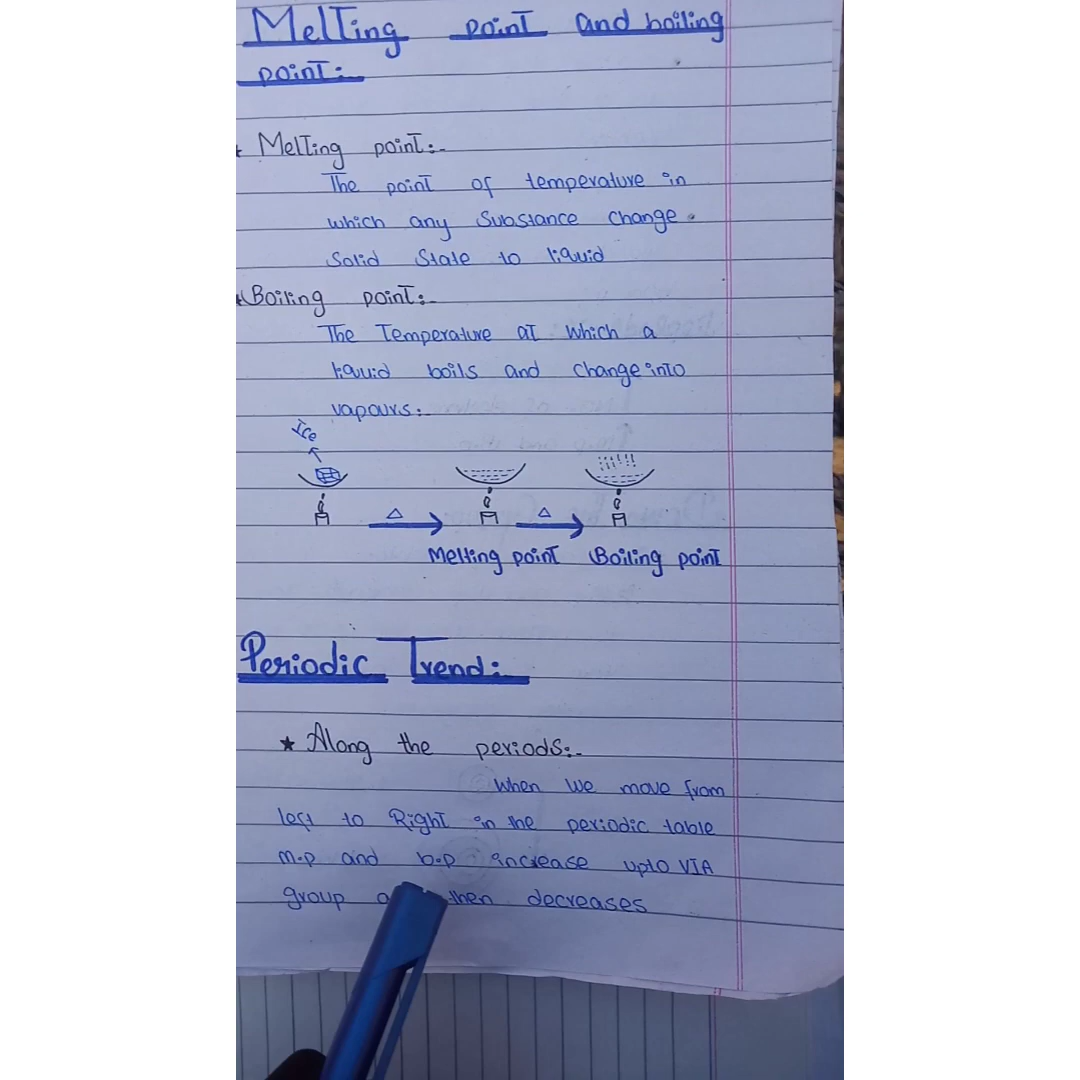 Melting point and boiling
point:-
* Melting point:-
The point of temperature in
which any Substance change
Solid State to liquid
*Boiling point:-
The Temperature at which a
liquid boils and change into
vapours:-
Ice
△ △
Melting point Boiling point
Periodic Trend:
* Along the periods:-
When we move from
left to Right in the periodic table
m.p and b.p increase upto VIA
group then decreases